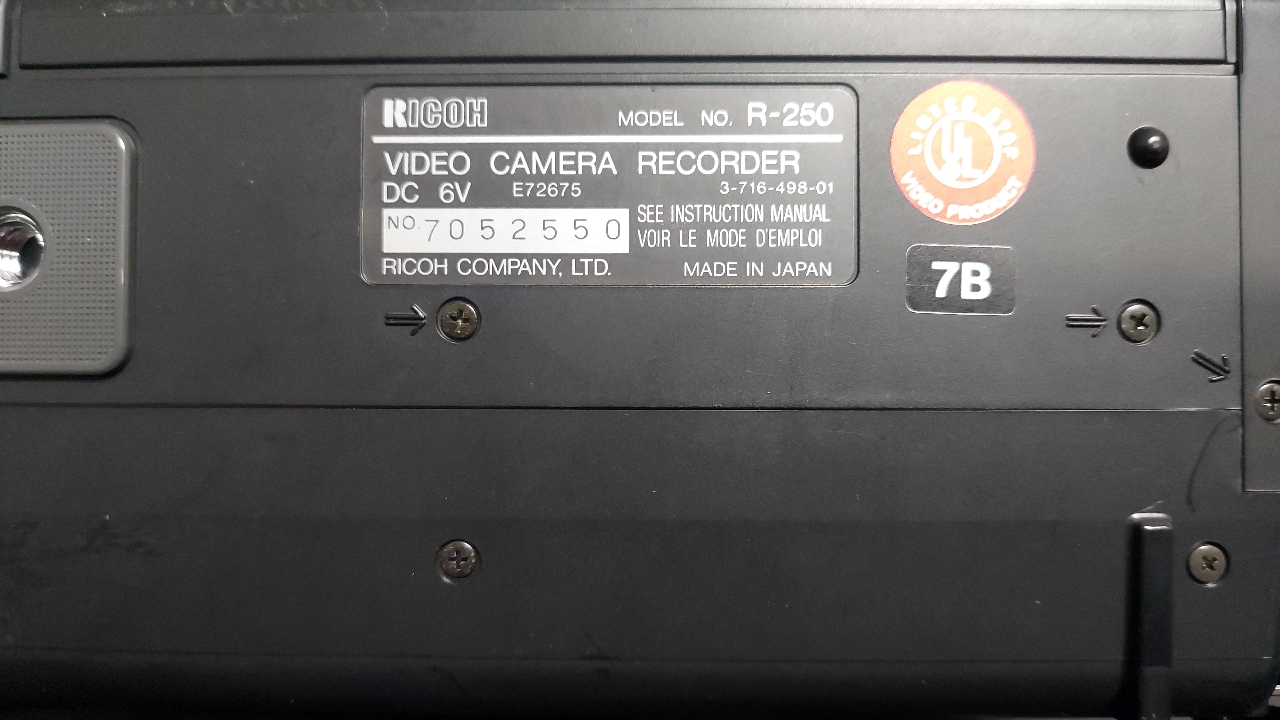 RICOH MODEL NO. R-250
VIDEO CAMERA RECORDER
DC 6V E72675 3-716-498-01
NO. 7052550
SEE INSTRUCTION MANUAL
VOIR LE MODE D'EMPLOI
RICOH COMPANY, LTD. MADE IN JAPAN
LISTED
UL
VIDEO PRODUCT
7B